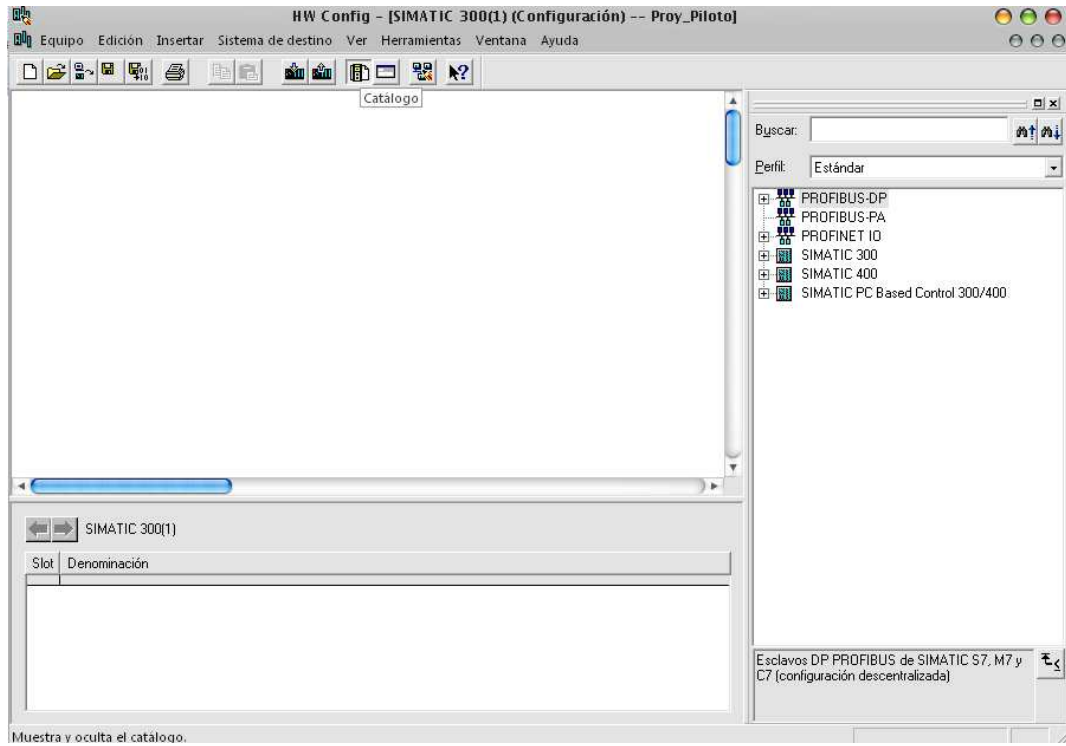 HW Config - [SIMATIC 300(1) (Configuración) -- Proy_Piloto]
Equipo Edición Insertar Sistema de destino Ver Herramientas Ventana Ayuda
Catálogo
Buscar:
Perfil: Estándar
PROFIBUS-DP
PROFIBUS-PA
PROFINET IO
SIMATIC 300
SIMATIC 400
SIMATIC PC Based Control 300/400
SIMATIC 300(1)
Slot Denominación
Esclavos DP PROFIBUS de SIMATIC S7, M7 y
C7 (configuración descentralizada)
Muestra y oculta el catálogo.